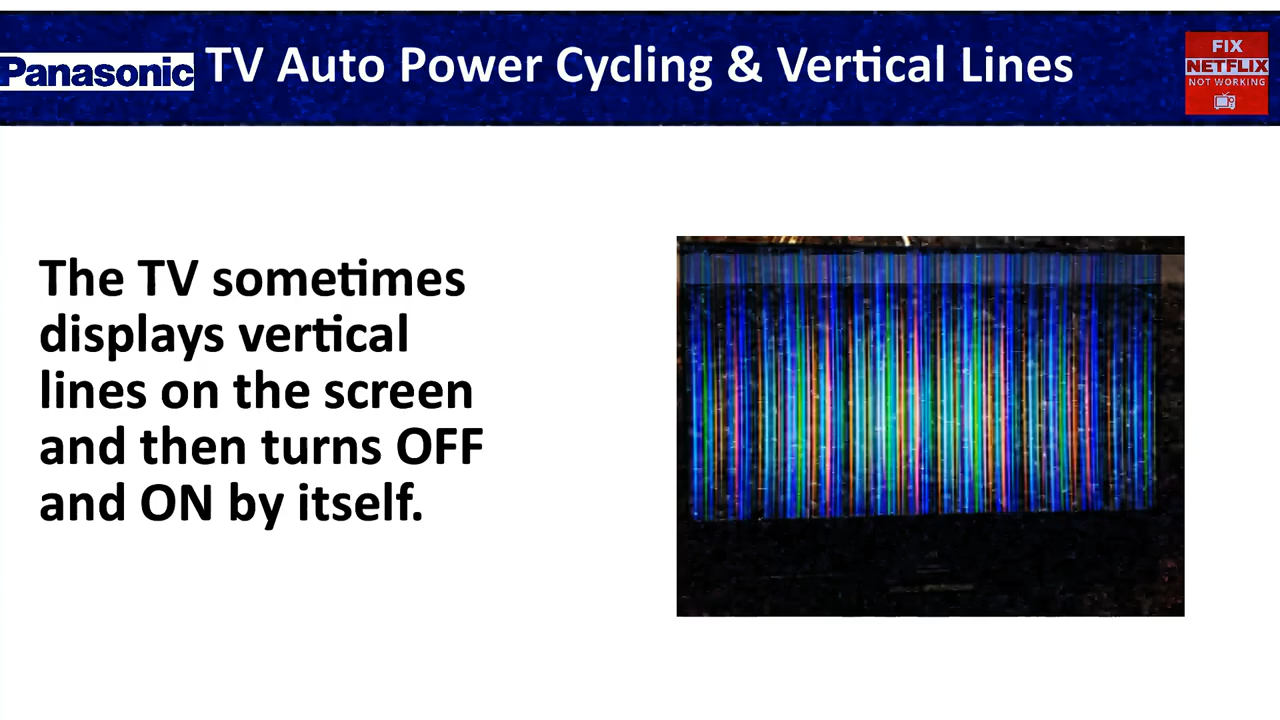 Panasonic TV Auto Power Cycling & Vertical Lines
FIX
NETFLIX
NOT WORKING
The TV sometimes
displays vertical
lines on the screen
and then turns OFF
and ON by itself.